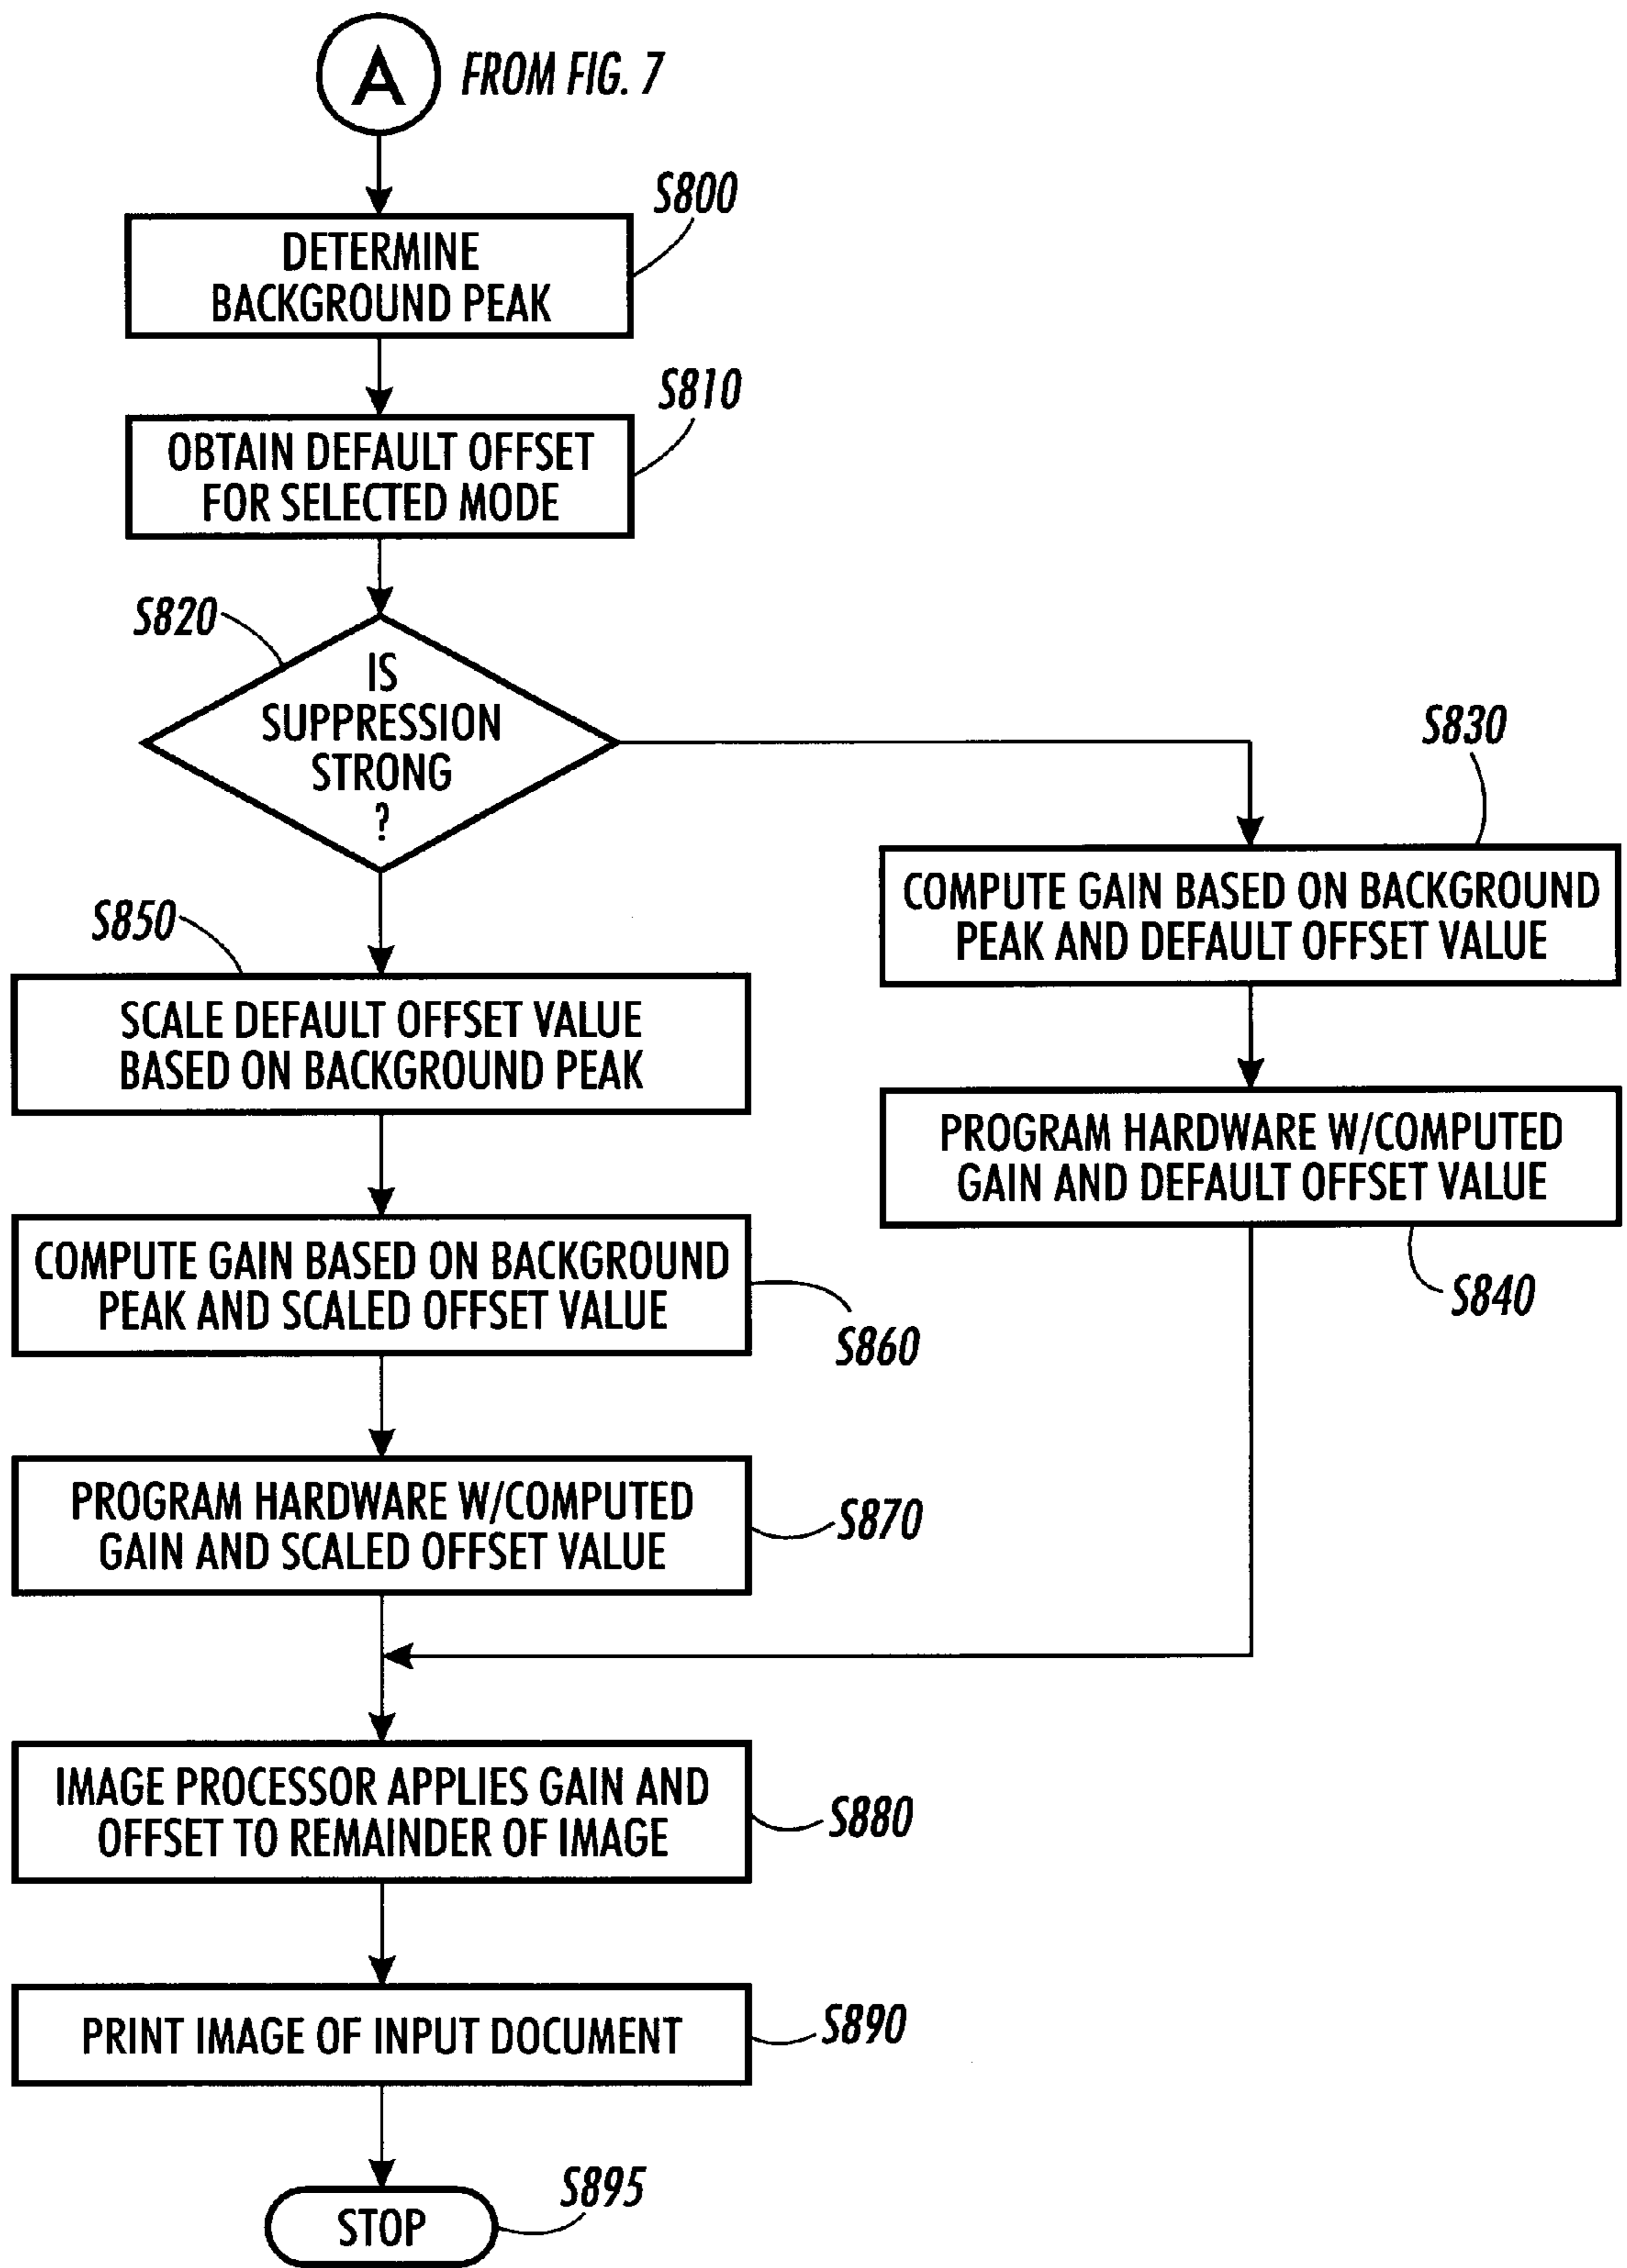 A
FROM FIG. 7
S800
DETERMINE
BACKGROUND PEAK
S810
OBTAIN DEFAULT OFFSET
FOR SELECTED MODE
S820
IS
SUPPRESSION
STRONG
?
S830
COMPUTE GAIN BASED ON BACKGROUND
PEAK AND DEFAULT OFFSET VALUE
PROGRAM HARDWARE W/COMPUTED
GAIN AND DEFAULT OFFSET VALUE
S840
S850
SCALE DEFAULT OFFSET VALUE
BASED ON BACKGROUND PEAK
COMPUTE GAIN BASED ON BACKGROUND
PEAK AND SCALED OFFSET VALUE
S860
PROGRAM HARDWARE W/COMPUTED
GAIN AND SCALED OFFSET VALUE
S870
IMAGE PROCESSOR APPLIES GAIN AND
OFFSET TO REMAINDER OF IMAGE
S880
PRINT IMAGE OF INPUT DOCUMENT
S890
STOP
S895